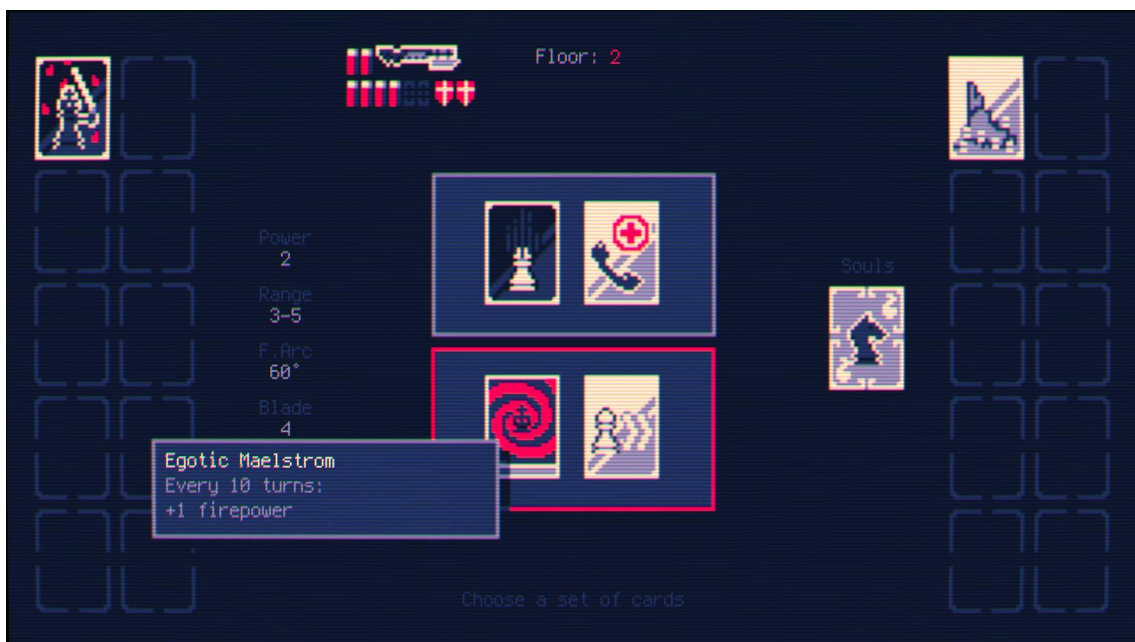 Floor: 2
Power
2
Range
3-5
F.Arc
60°
Blade
4
Souls
Egotic Maelstrom
Every 10 turns:
+1 firepower
Choose a set of cards